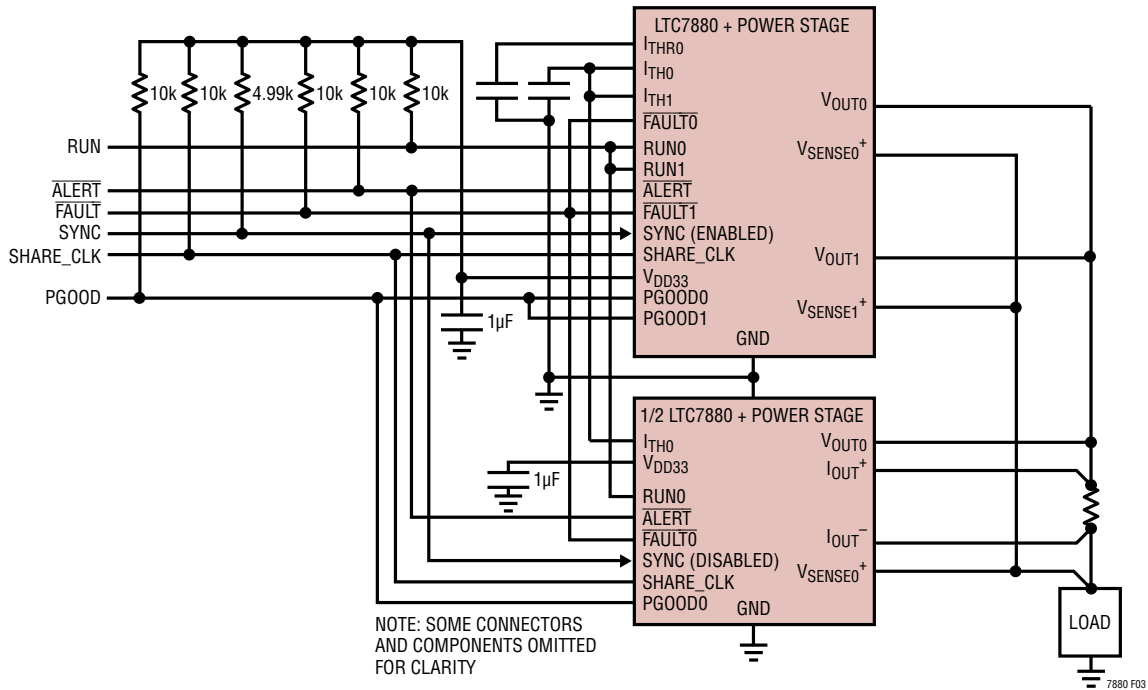 LTC7880 + POWER STAGE
ITHR0
ITH0
ITH1
FAULT0
RUN0
RUN1
ALERT
FAULT1
SYNC (ENABLED)
SHARE_CLK
VDD33
PGOOD0
PGOOD1
GND
VOUT0
VSENSE0+
VOUT1
VSENSE1+
10k
10k
4.99k
10k
10k
10k
RUN
ALERT
FAULT
SYNC
SHARE_CLK
PGOOD
1µF
1/2 LTC7880 + POWER STAGE
ITH0
VDD33
RUN0
ALERT
FAULT0
SYNC (DISABLED)
SHARE_CLK
PGOOD0
GND
VOUT0
IOUT+
IOUT–
VSENSE0+
1µF
LOAD
NOTE: SOME CONNECTORS
AND COMPONENTS OMITTED
FOR CLARITY
7880 F03